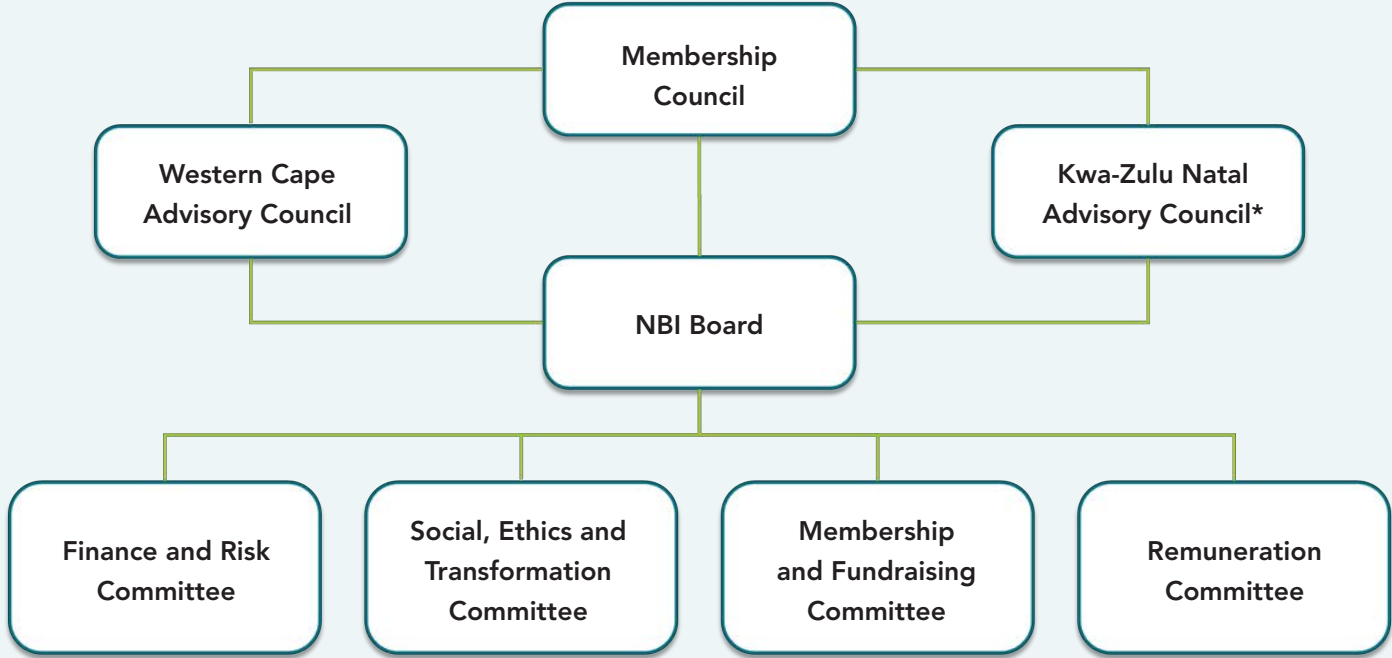 Membership
Council
Western Cape
Advisory Council
Kwa-Zulu Natal
Advisory Council*
NBI Board
Finance and Risk
Committee
Social, Ethics and
Transformation
Committee
Membership
and Fundraising
Committee
Remuneration
Committee